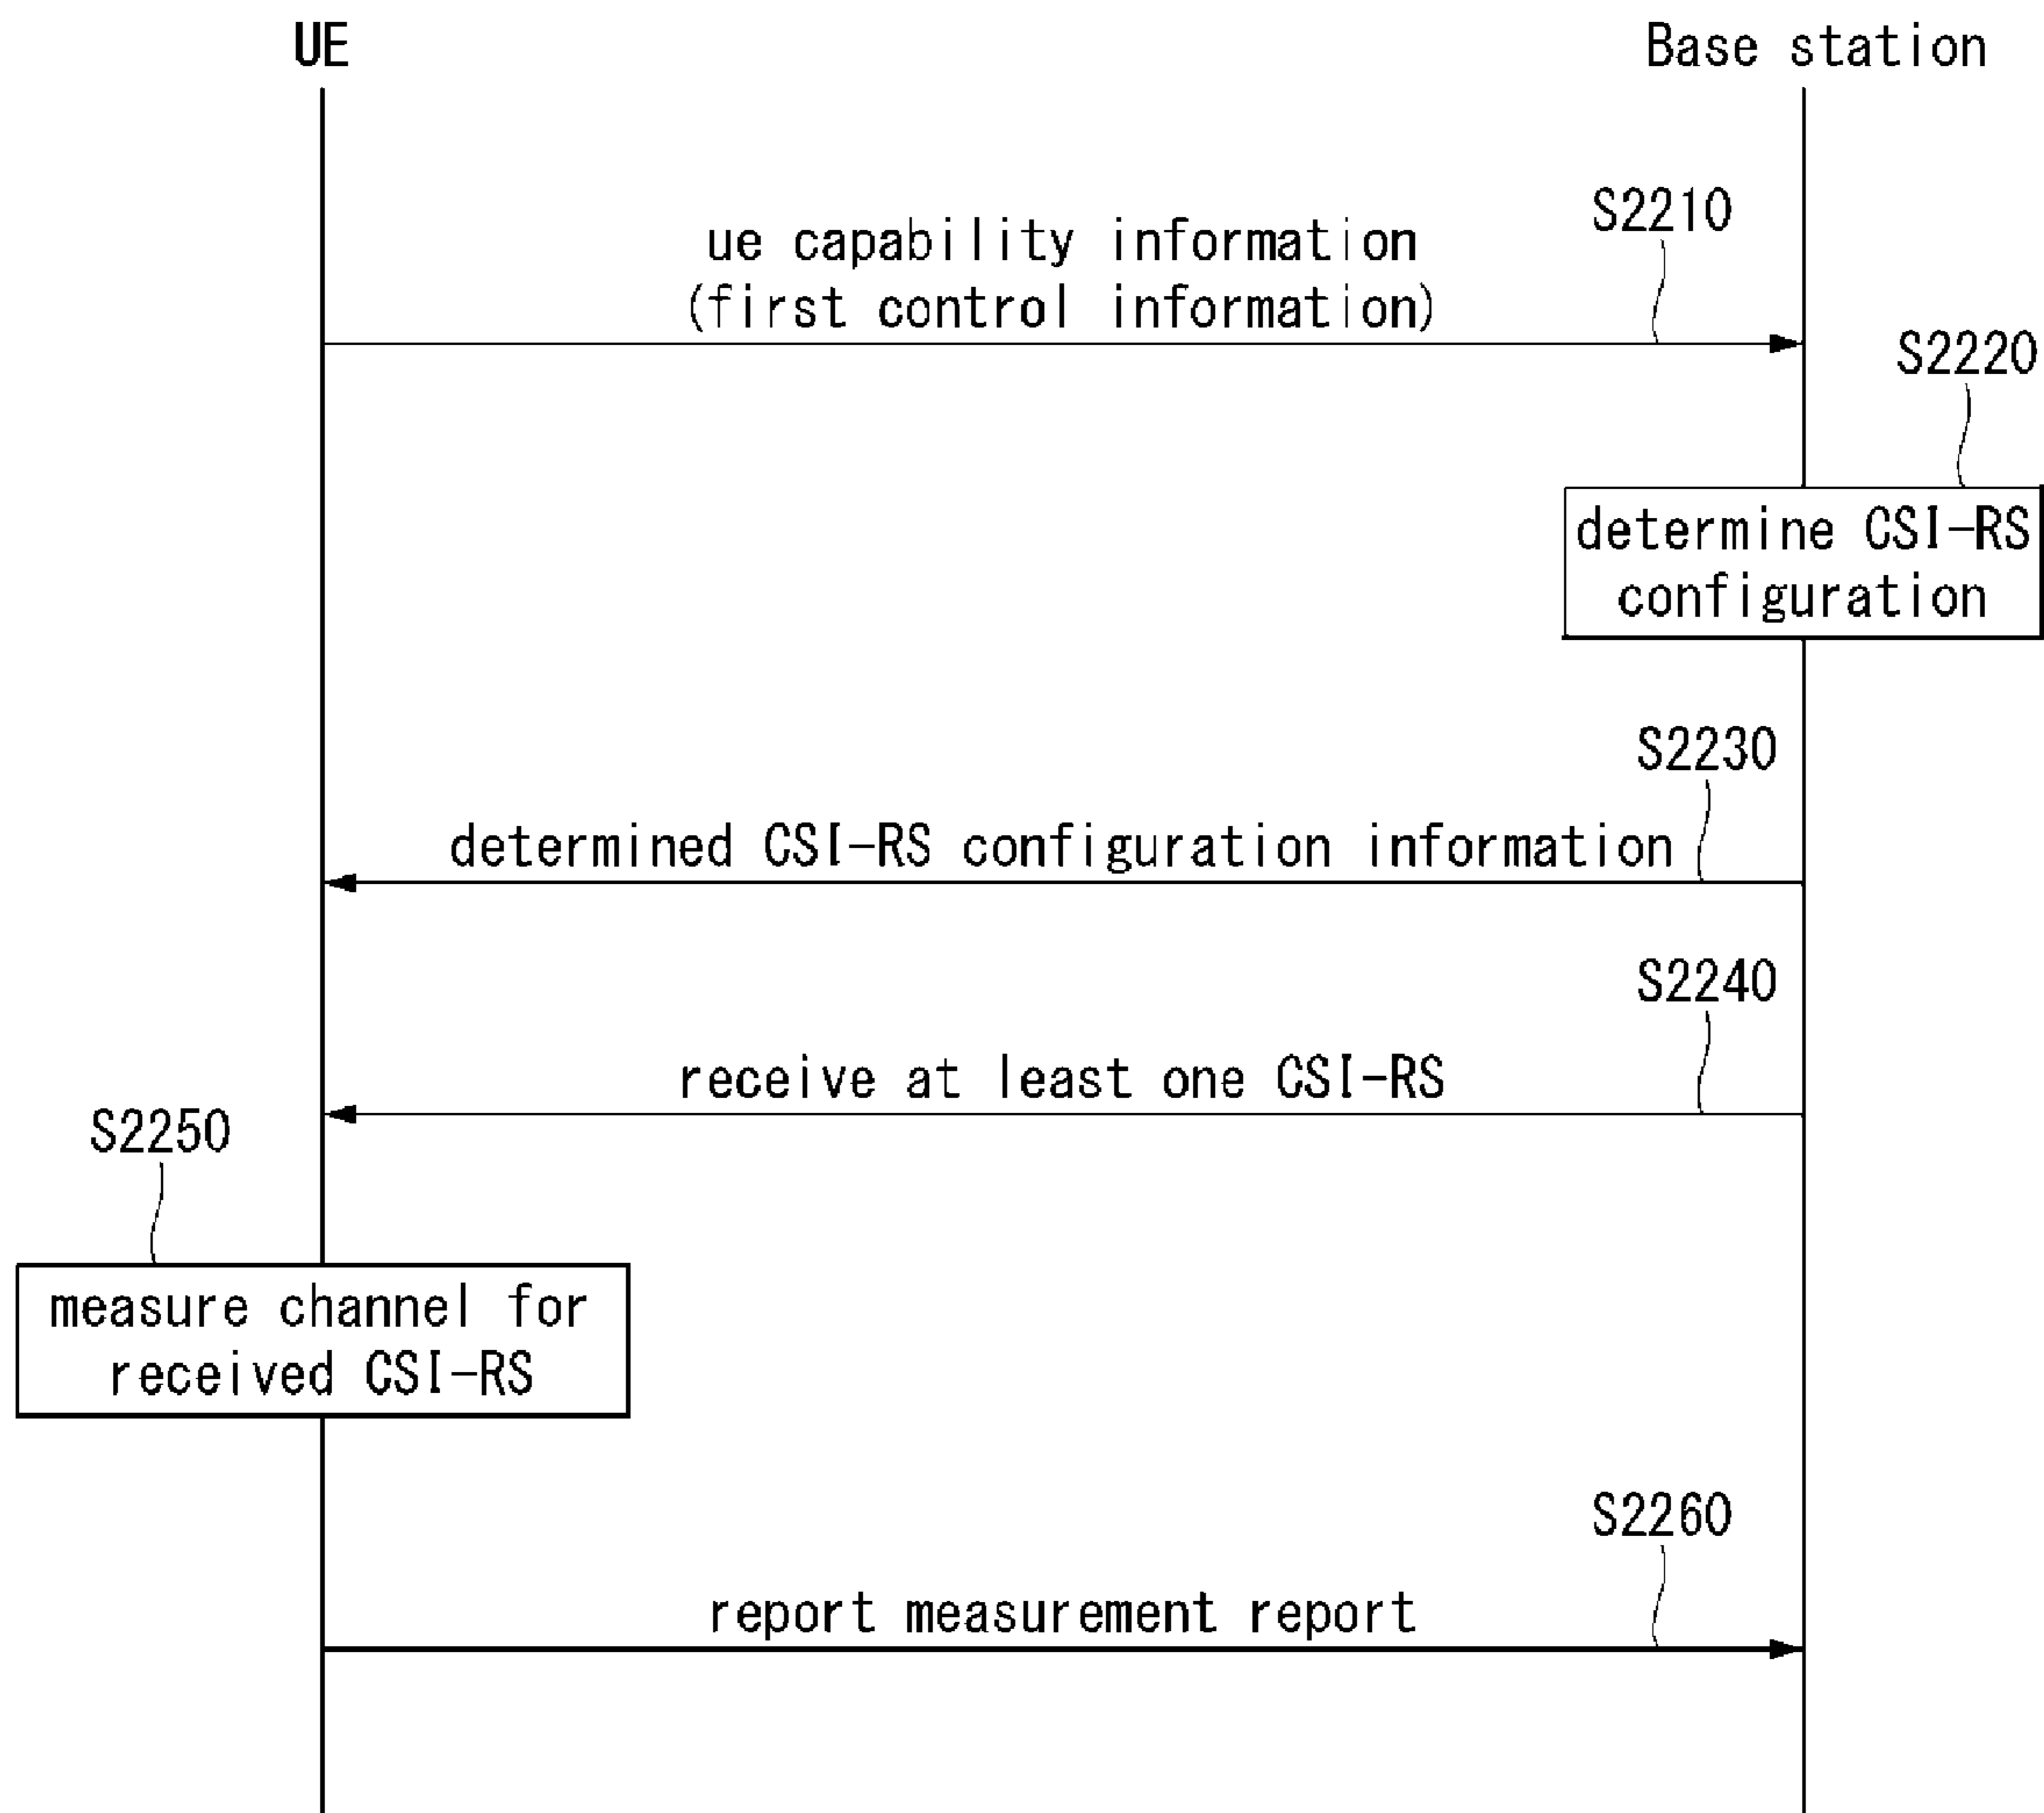 UE
Base station
S2210
ue capability information
(first control information)
S2220
determine CSI-RS
configuration
S2230
determined CSI-RS configuration information
S2240
receive at least one CSI-RS
S2250
measure channel for
received CSI-RS
S2260
report measurement report